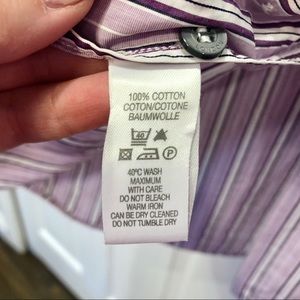 100% COTTON
COTON/COTONE
BAUMWOLLE
40
P
40°C WASH
MAXIMUM
WITH CARE
DO NOT BLEACH
WARM IRON
CAN BE DRY CLEANED
DO NOT TUMBLE DRY